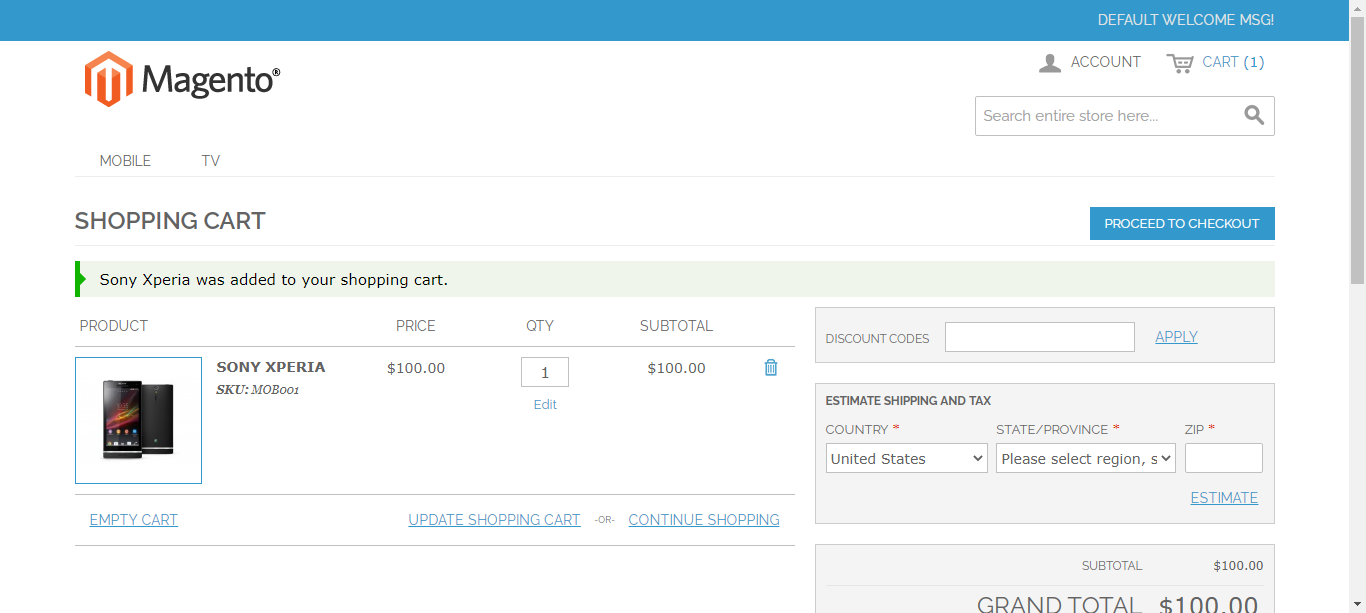 DEFAULT WELCOME MSG!
Magento®
ACCOUNT
CART (1)
Search entire store here...
MOBILE
TV
SHOPPING CART
PROCEED TO CHECKOUT
Sony Xperia was added to your shopping cart.
PRODUCT PRICE QTY SUBTOTAL
SONY XPERIA $100.00 1 $100.00
SKU: MOB001
Edit
EMPTY CART UPDATE SHOPPING CART -OR- CONTINUE SHOPPING
DISCOUNT CODES APPLY
ESTIMATE SHIPPING AND TAX
COUNTRY * STATE/PROVINCE * ZIP *
United States Please select region, s
ESTIMATE
SUBTOTAL $100.00
GRAND TOTAL $100.00